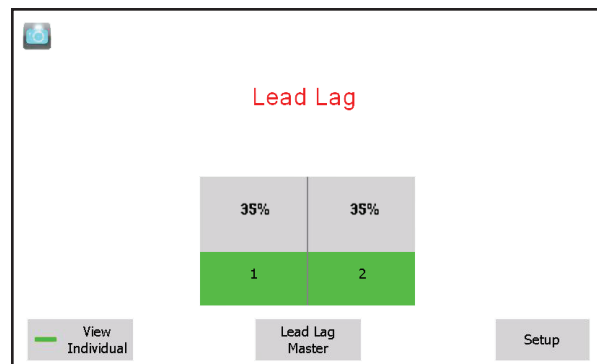 Lead Lag
35% 35%
1 2
View
Individual
Lead Lag
Master
Setup